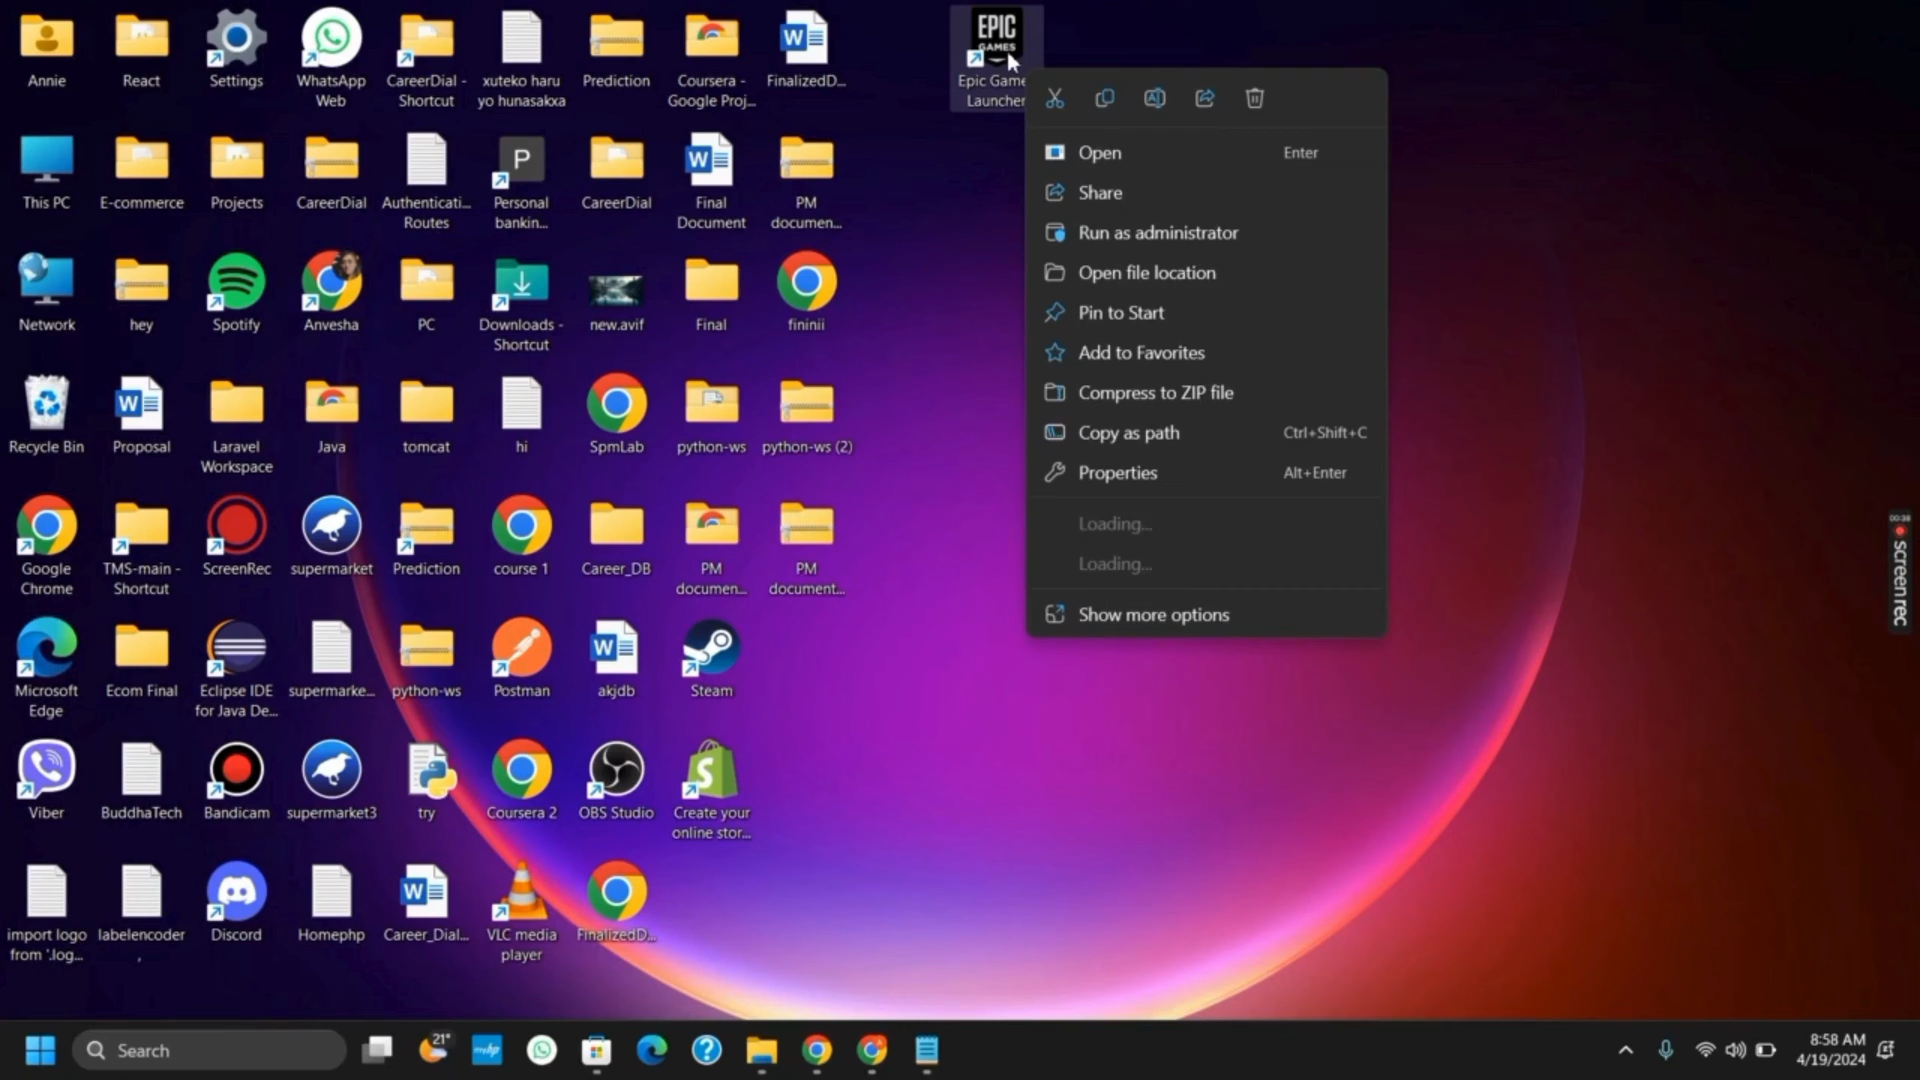 Annie
React
Settings
WhatsApp
Web
CareerDial -
Shortcut
xuteko haru
yo hunasakxa
Prediction
Coursera -
Google Proj...
FinalizedD...
EPIC
GAMES
Epic Game
Launcher
This PC
E-commerce
Projects
CareerDial
Authenticati...
Routes
P
Personal
bankin...
CareerDial
Final
Document
PM
documen...
Network
hey
Spotify
Anvesha
PC
Downloads -
Shortcut
new.avif
Final
fininii
Recycle Bin
Proposal
Laravel
Workspace
Java
tomcat
hi
SpmLab
python-ws
python-ws (2)
Google
Chrome
TMS-main -
Shortcut
ScreenRec
supermarket
Prediction
course 1
Career_DB
PM
documen...
PM
document...
Microsoft
Edge
Ecom Final
Eclipse IDE
for Java De...
supermarke...
python-ws
Postman
akjdb
Steam
Viber
BuddhaTech
Bandicam
supermarket3
try
Coursera 2
OBS Studio
Create your
online stor...
import logo
from '.log...
labelencoder
,
Discord
Homephp
Career_Dial...
VLC media
player
FinalizedD...
Open Enter
Share
Run as administrator
Open file location
Pin to Start
Add to Favorites
Compress to ZIP file
Copy as path Ctrl+Shift+C
Properties Alt+Enter
Loading...
Loading...
Show more options
00:38
screenrec
Search
21°
myhp
8:58 AM
4/19/2024